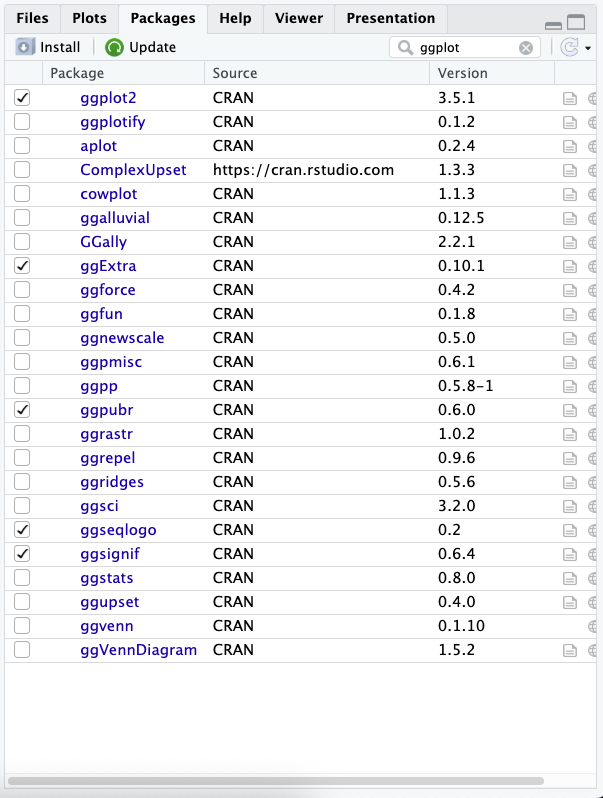 Files Plots Packages Help Viewer Presentation
Install Update ggplot
Package Source Version
ggplot2 CRAN 3.5.1
ggplotify CRAN 0.1.2
aplot CRAN 0.2.4
ComplexUpset https://cran.rstudio.com 1.3.3
cowplot CRAN 1.1.3
ggalluvial CRAN 0.12.5
GGally CRAN 2.2.1
ggExtra CRAN 0.10.1
ggforce CRAN 0.4.2
ggfun CRAN 0.1.8
ggnewscale CRAN 0.5.0
ggpmisc CRAN 0.6.1
ggpp CRAN 0.5.8-1
ggpubr CRAN 0.6.0
ggrastr CRAN 1.0.2
ggrepel CRAN 0.9.6
ggridges CRAN 0.5.6
ggsci CRAN 3.2.0
ggseqlogo CRAN 0.2
ggsignif CRAN 0.6.4
ggstats CRAN 0.8.0
ggupset CRAN 0.4.0
ggvenn CRAN 0.1.10
ggVennDiagram CRAN 1.5.2